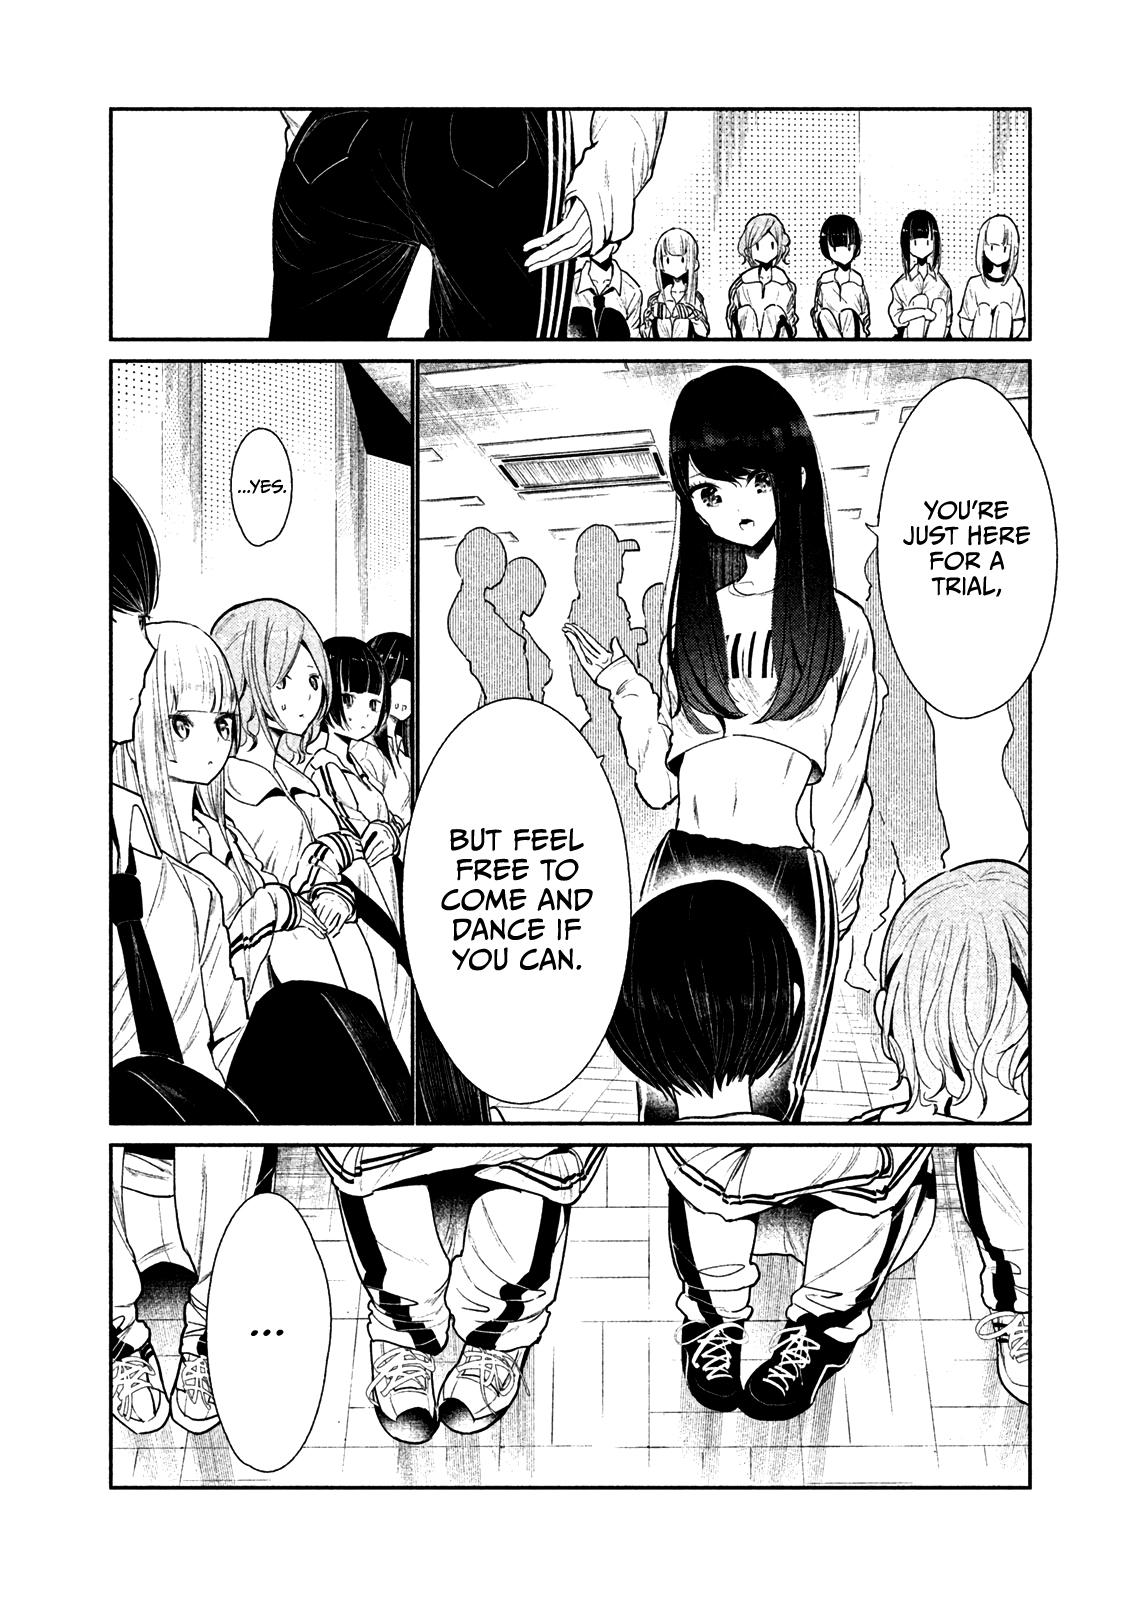 YOU'RE
JUST HERE
FOR A
TRIAL,
BUT FEEL
FREE TO
COME AND
DANCE IF
YOU CAN.
...YES.
...